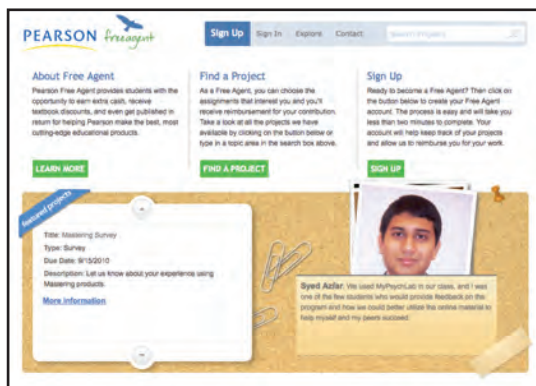 PEARSON freeagent
Sign Up Sign In Explore Contact Search Projects
About Free Agent
Pearson Free Agent provides students with the
opportunity to earn extra cash, receive
textbook discounts, and even get published in
return for helping Pearson make the best, most
cutting-edge educational products.
LEARN MORE
Find a Project
As a Free Agent, you can choose the
assignments that interest you and you'll
receive reimbursement for your contribution.
Take a look at all the projects we have
available by clicking on the button below or
type in a topic area in the search box above.
FIND A PROJECT
Sign Up
Ready to become a Free Agent? Then click on
the button below to create your Free Agent
account. The process is easy and will take you
less than two minutes to complete. Your
account will help keep track of your projects
and allow us to reimburse you for your work.
SIGN UP
featured projects
Title: Mastering Survey
Type: Survey
Due Date: 9/15/2010
Description: Let us know about your experience using
Mastering products.
More information
Syed Azfar: We used MyPsychLab in our class, and I was
one of the few students who would provide feedback on the
program and how we could better utilize the online material to
help myself and my peers succeed.